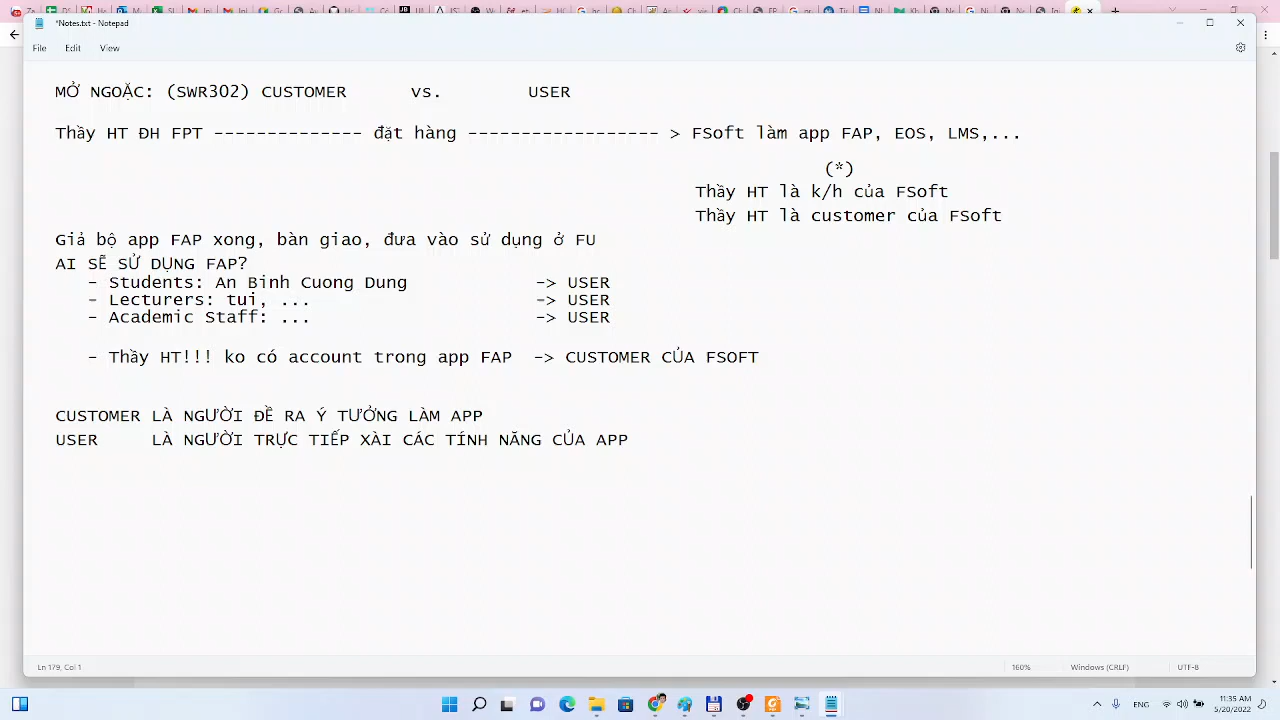 *Notes.txt - Notepad
File Edit View
MỞ NGOẶC: (SWR302) CUSTOMER vs. USER
Thầy HT ĐH FPT -------------- đặt hàng ------------------ > FSoft làm app FAP, EOS, LMS,...
(*)
Thầy HT là k/h của FSoft
Thầy HT là customer của FSoft
Giả bộ app FAP xong, bàn giao, đưa vào sử dụng ở FU
AI SẼ SỬ DỤNG FAP?
- Students: An Binh Cuong Dung -> USER
- Lecturers: tui, ... -> USER
- Academic Staff: ... -> USER
- Thầy HT!!! ko có account trong app FAP -> CUSTOMER CỦA FSOFT
CUSTOMER LÀ NGƯỜI ĐỀ RA Ý TƯỞNG LÀM APP
USER LÀ NGƯỜI TRỰC TIẾP XÀI CÁC TÍNH NĂNG CỦA APP
Ln 179, Col 1 160% Windows (CRLF) UTF-8
ENG 11:35 AM
5/20/2022